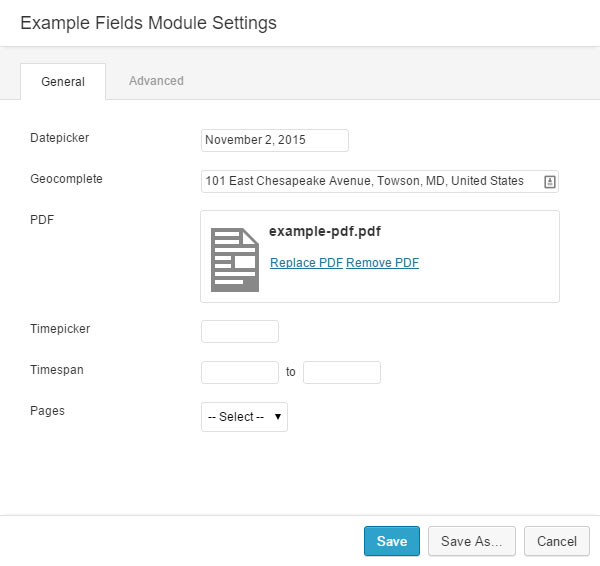 Example Fields Module Settings
General Advanced
Datepicker November 2, 2015
Geocomplete 101 East Chesapeake Avenue, Towson, MD, United States
PDF example-pdf.pdf
Replace PDF Remove PDF
Timepicker
Timespan to
Pages -- Select --
Save Save As... Cancel